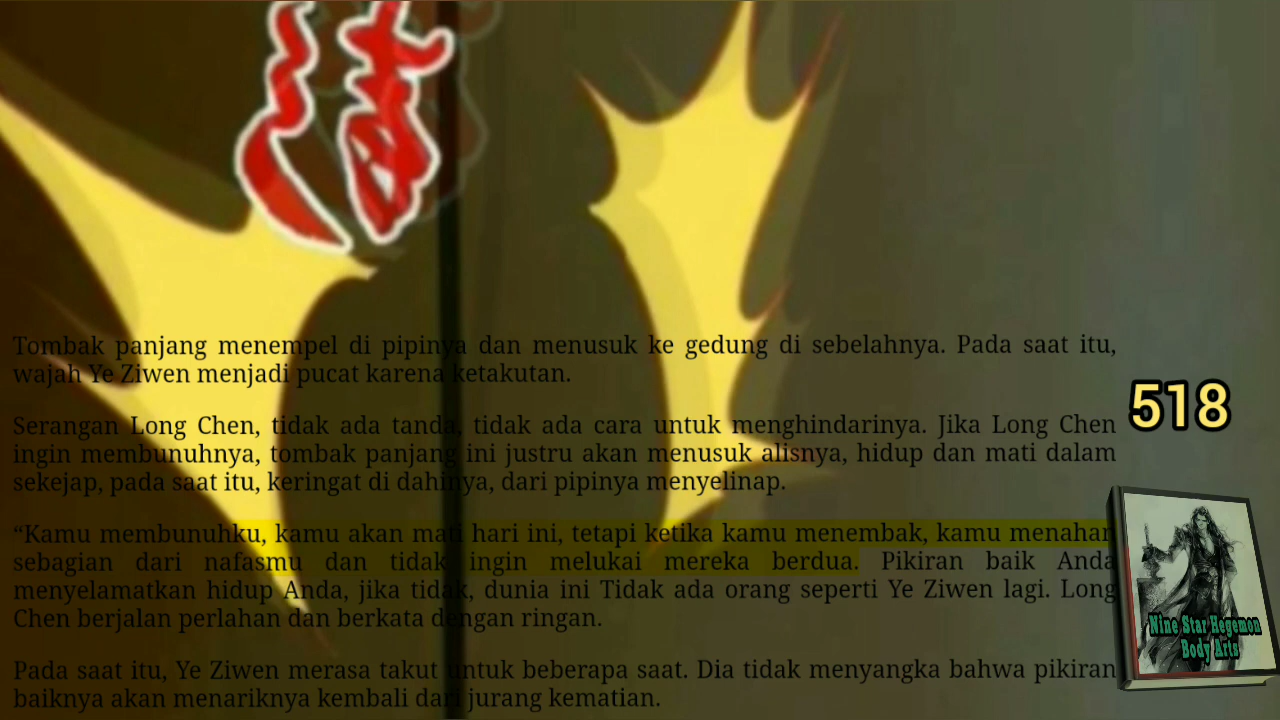 Tombak panjang menempel di pipinya dan menusuk ke gedung di sebelahnya. Pada saat itu,
wajah Ye Ziwen menjadi pucat karena ketakutan.
Serangan Long Chen, tidak ada tanda, tidak ada cara untuk menghindarinya. Jika Long Chen
ingin membunuhnya, tombak panjang ini justru akan menusuk alisnya, hidup dan mati dalam
sekejap, pada saat itu, keringat di dahinya, dari pipinya menyelinap.
518
“Kamu membunuhku, kamu akan mati hari ini, tetapi ketika kamu menembak, kamu menahan
sebagian dari nafasmu dan tidak ingin melukai mereka berdua. Pikiran baik Anda
menyelamatkan hidup Anda, jika tidak, dunia ini Tidak ada orang seperti Ye Ziwen lagi. Long
Chen berjalan perlahan dan berkata dengan ringan.
Pada saat itu, Ye Ziwen merasa takut untuk beberapa saat. Dia tidak menyangka bahwa pikiran
baiknya akan menariknya kembali dari jurang kematian.
Nine Star Hegemon
Body Arts